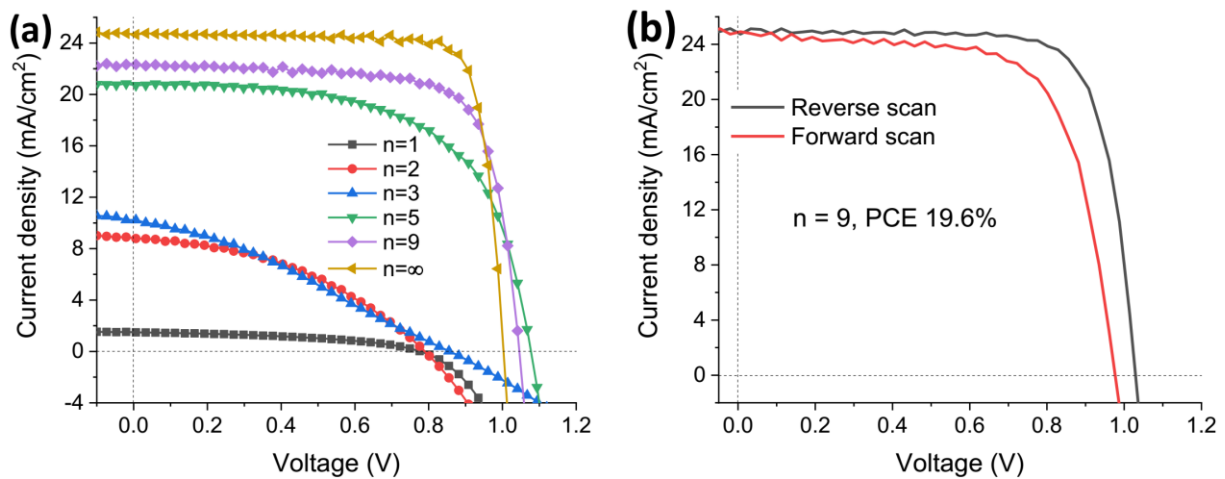 (a)
Current density (mA/cm²)
24
20
16
12
8
4
0
-4
n=1
n=2
n=3
n=5
n=9
n=∞
0.0 0.2 0.4 0.6 0.8 1.0 1.2
Voltage (V)
(b)
Current density (mA/cm²)
24
20
16
12
8
4
0
Reverse scan
Forward scan
n = 9, PCE 19.6%
0.0 0.2 0.4 0.6 0.8 1.0 1.2
Voltage (V)